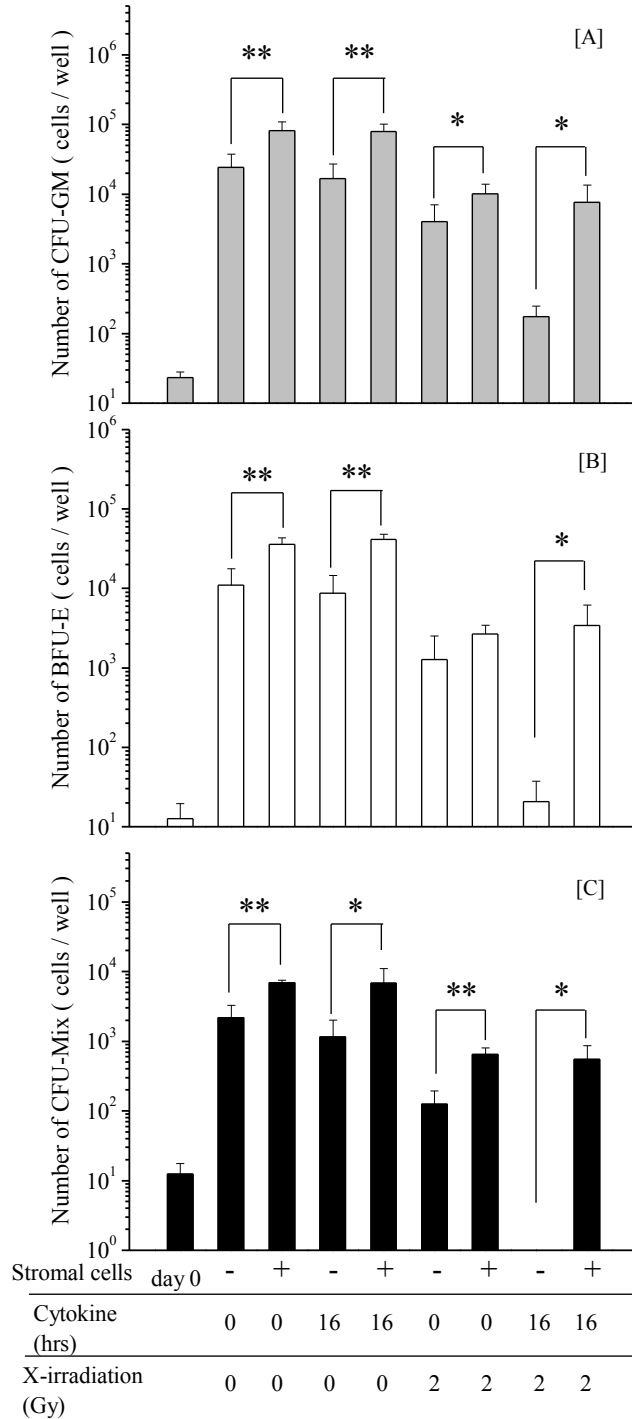 [A]
Number of CFU-GM ( cells / well )
10^6
10^5
10^4
10^3
10^2
10^1
** ** * *
[B]
Number of BFU-E ( cells / well )
10^6
10^5
10^4
10^3
10^2
10^1
** ** *
[C]
Number of CFU-Mix ( cells / well )
10^5
10^4
10^3
10^2
10^1
10^0
** * ** *
Stromal cells day 0 - + - + - + - +
Cytokine (hrs) 0 0 16 16 0 0 16 16
X-irradiation (Gy) 0 0 0 0 2 2 2 2